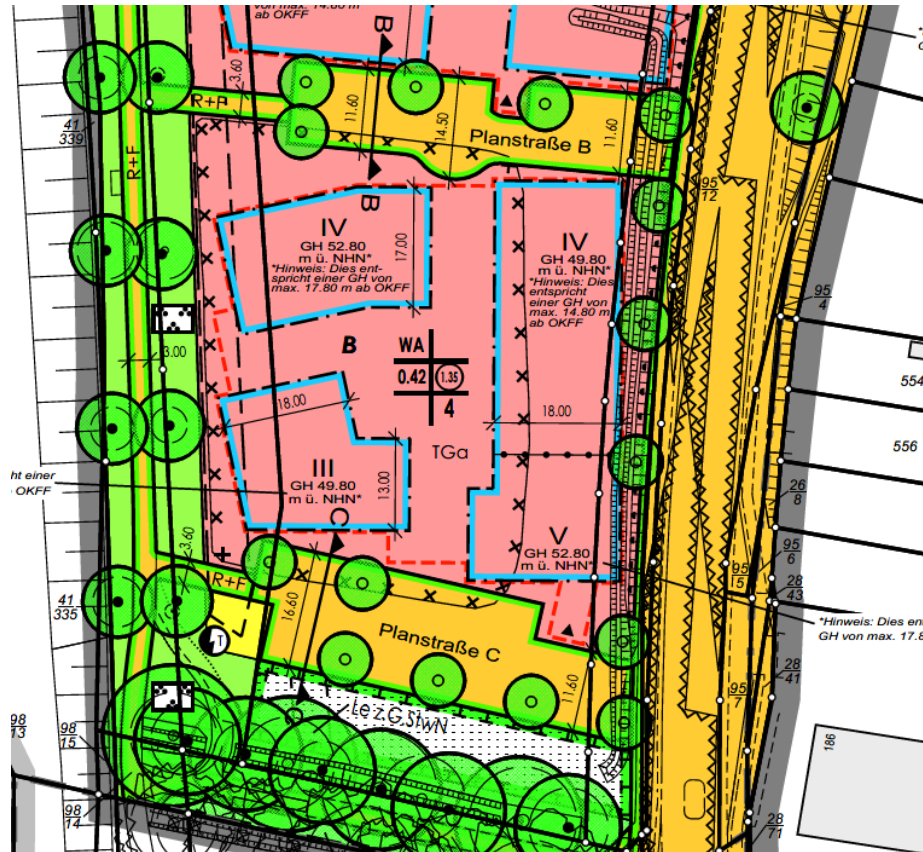 von max. 14.80 m
ab OKFF
B
3.60
R+F
11.60
14.50
Planstraße B
11.60
41
339
R+F
95
12
B
IV
GH 52.80
m ü. NHN*
*Hinweis: Dies ent-
spricht einer GH von
max. 17.80 m ab OKFF
17.00
IV
GH 49.80
m ü. NHN*
*Hinweis: Dies
entspricht
einer GH von
max. 14.80 m
ab OKFF
95
4
3.00
B
WA
0.42
1.35
4
554
18.00
18.00
TGa
556
ht einer
OKFF
III
GH 49.80
m ü. NHN*
13.00
26
8
C
V
GH 52.80
m ü. NHN*
3.60
R+F
95
6
95
5
28
43
41
335
16.60
T
Planstraße C
*Hinweis: Dies ent
GH von max. 17.8
11.60
28
41
95
7
C
Le.z.G.StwN
98
13
98
15
186
98
14
28
71